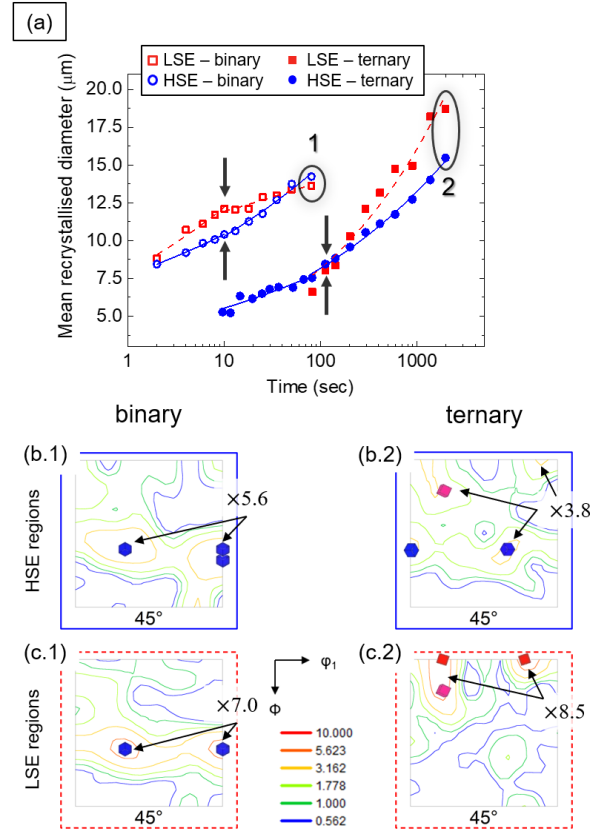 (a)
LSE – binary
LSE – ternary
HSE – binary
HSE – ternary
Mean recrystallised diameter (μm)
20.0
17.5
15.0
12.5
10.0
7.5
5.0
1
2
1
10
100
1000
Time (sec)
binary
ternary
HSE regions
(b.1)
×5.6
45°
(b.2)
×3.8
45°
LSE regions
(c.1)
×7.0
45°
φ₁
Φ
10.000
5.623
3.162
1.778
1.000
0.562
(c.2)
×8.5
45°